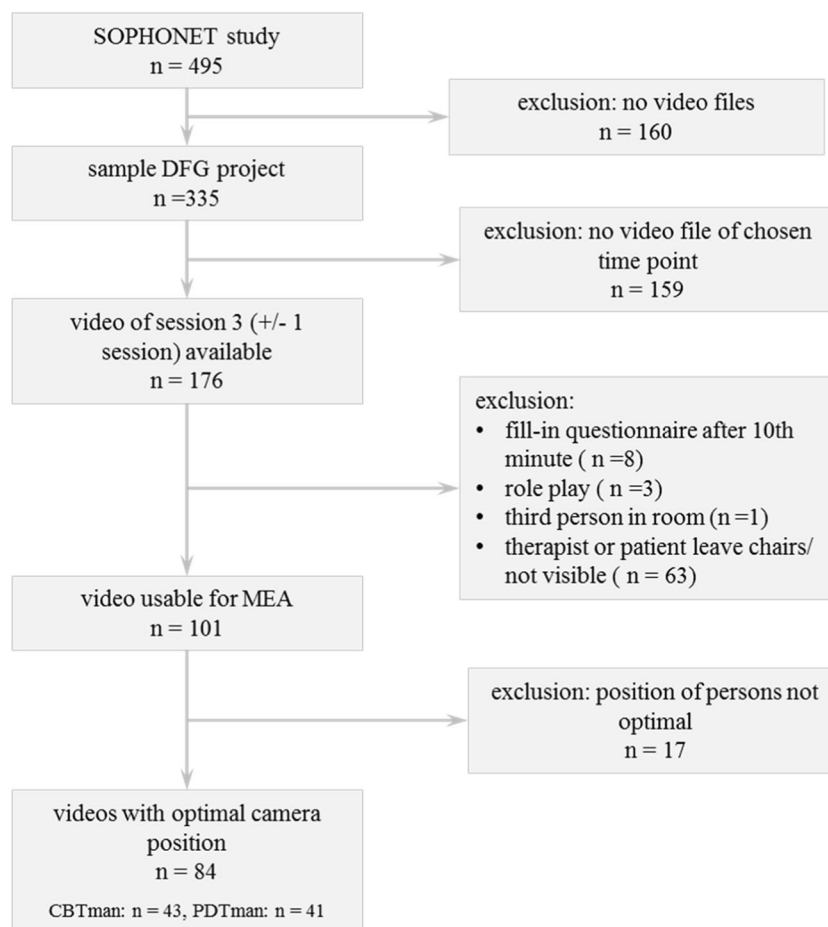 SOPHONET study
n = 495
exclusion: no video files
n = 160
sample DFG project
n =335
exclusion: no video file of chosen
time point
n = 159
video of session 3 (+/- 1
session) available
n = 176
exclusion:
• fill-in questionnaire after 10th
minute ( n =8)
• role play ( n =3)
• third person in room (n =1)
• therapist or patient leave chairs/
not visible ( n = 63)
video usable for MEA
n = 101
exclusion: position of persons not
optimal
n = 17
videos with optimal camera
position
n = 84
CBTman: n = 43, PDTman: n = 41